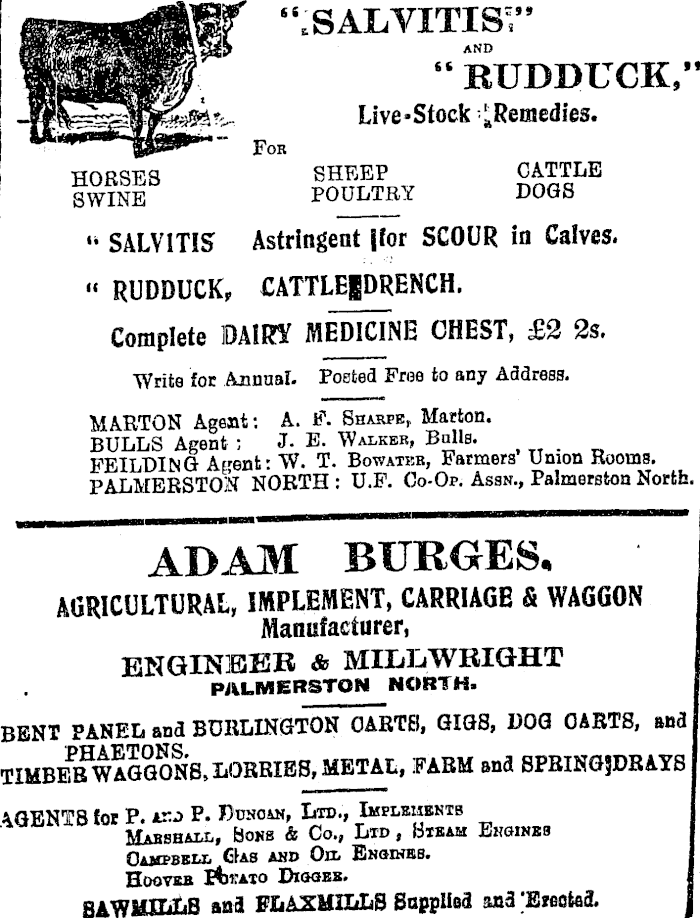 "SALVITIS"
AND
"RUDDUCK,"
Live-Stock Remedies.
FOR
HORSES SHEEP CATTLE
SWINE POULTRY DOGS
"SALVITIS Astringent for SCOUR in Calves.
"RUDDUCK, CATTLE DRENCH.
Complete DAIRY MEDICINE CHEST, £2 2s.
Write for Annual. Posted Free to any Address.
MARTON Agent: A. F. SHARPE, Marton.
BULLS Agent: J. E. WALKER, Bulls.
FEILDING Agent: W. T. BOWATER, Farmers' Union Rooms.
PALMERSTON NORTH: U.F. CO-OP. ASSN., Palmerston North.
ADAM BURGES.
AGRICULTURAL, IMPLEMENT, CARRIAGE & WAGGON
Manufacturer,
ENGINEER & MILLWRIGHT
PALMERSTON NORTH.
BENT PANEL and BURLINGTON CARTS, GIGS, DOG CARTS, and
PHAETONS.
TIMBER WAGGONS, LORRIES, METAL, FARM and SPRING DRAYS
AGENTS for P. AND P. DUNCAN, LTD., IMPLEMENTS
MARSHALL, SONS & CO., LTD, STEAM ENGINES
CAMPBELL GAS AND OIL ENGINES.
HOOVER POTATO DIGGER.
SAWMILLS and FLAXMILLS Supplied and Erected.